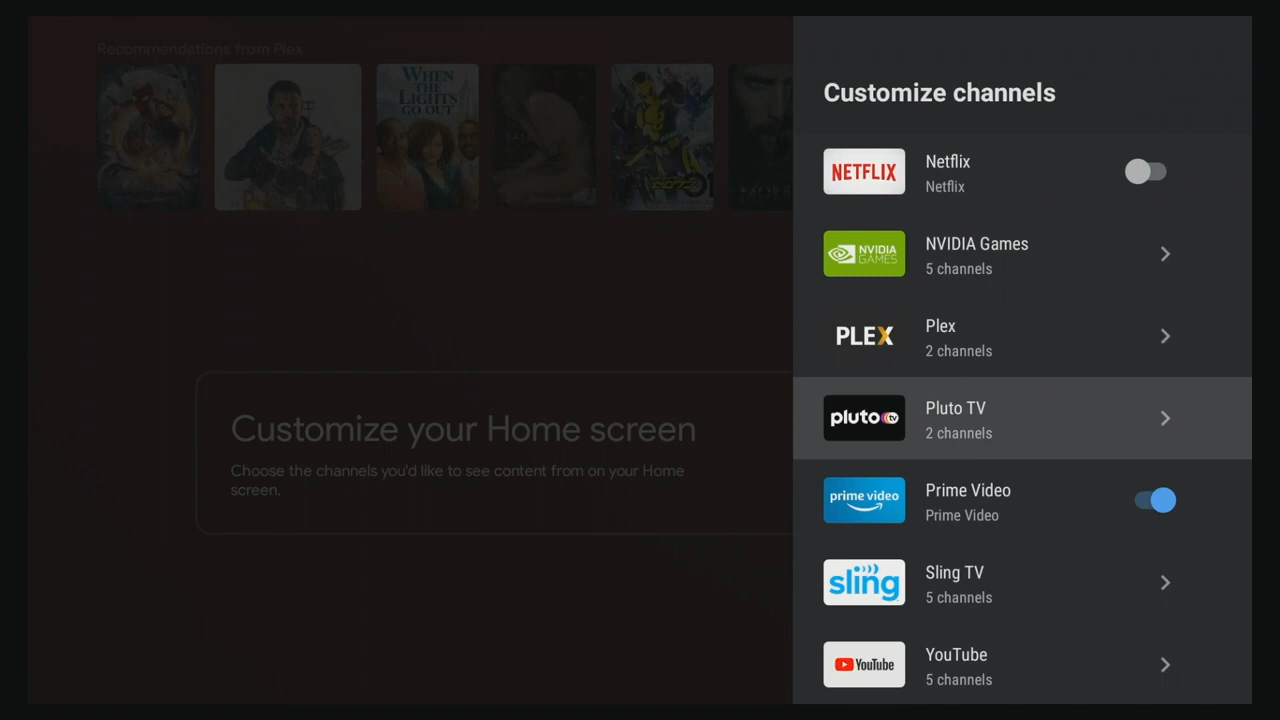 Recommendations from Plex
WHEN
THE
LIGHTS
GO OUT
Customize your Home screen
Choose the channels you'd like to see content from on your Home
screen.
Customize channels
NETFLIX
Netflix
Netflix
NVIDIA
GAMES
NVIDIA Games
5 channels
PLEX
Plex
2 channels
pluto tv
Pluto TV
2 channels
prime video
Prime Video
Prime Video
sling
Sling TV
5 channels
YouTube
YouTube
5 channels